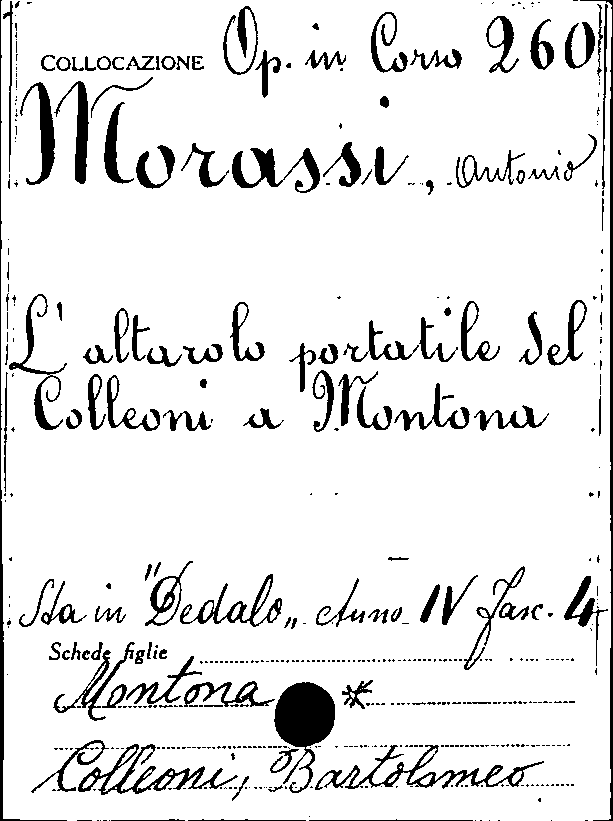 COLLOCAZIONE Op. in Corso 260
Morassi, Antonio
L'altarolo portatile del
Colleoni a Montona
Sta in "Dedalo„ Anno IV Fasc. 4
Schede figlie
Montona *
Colleoni, Bartolomeo